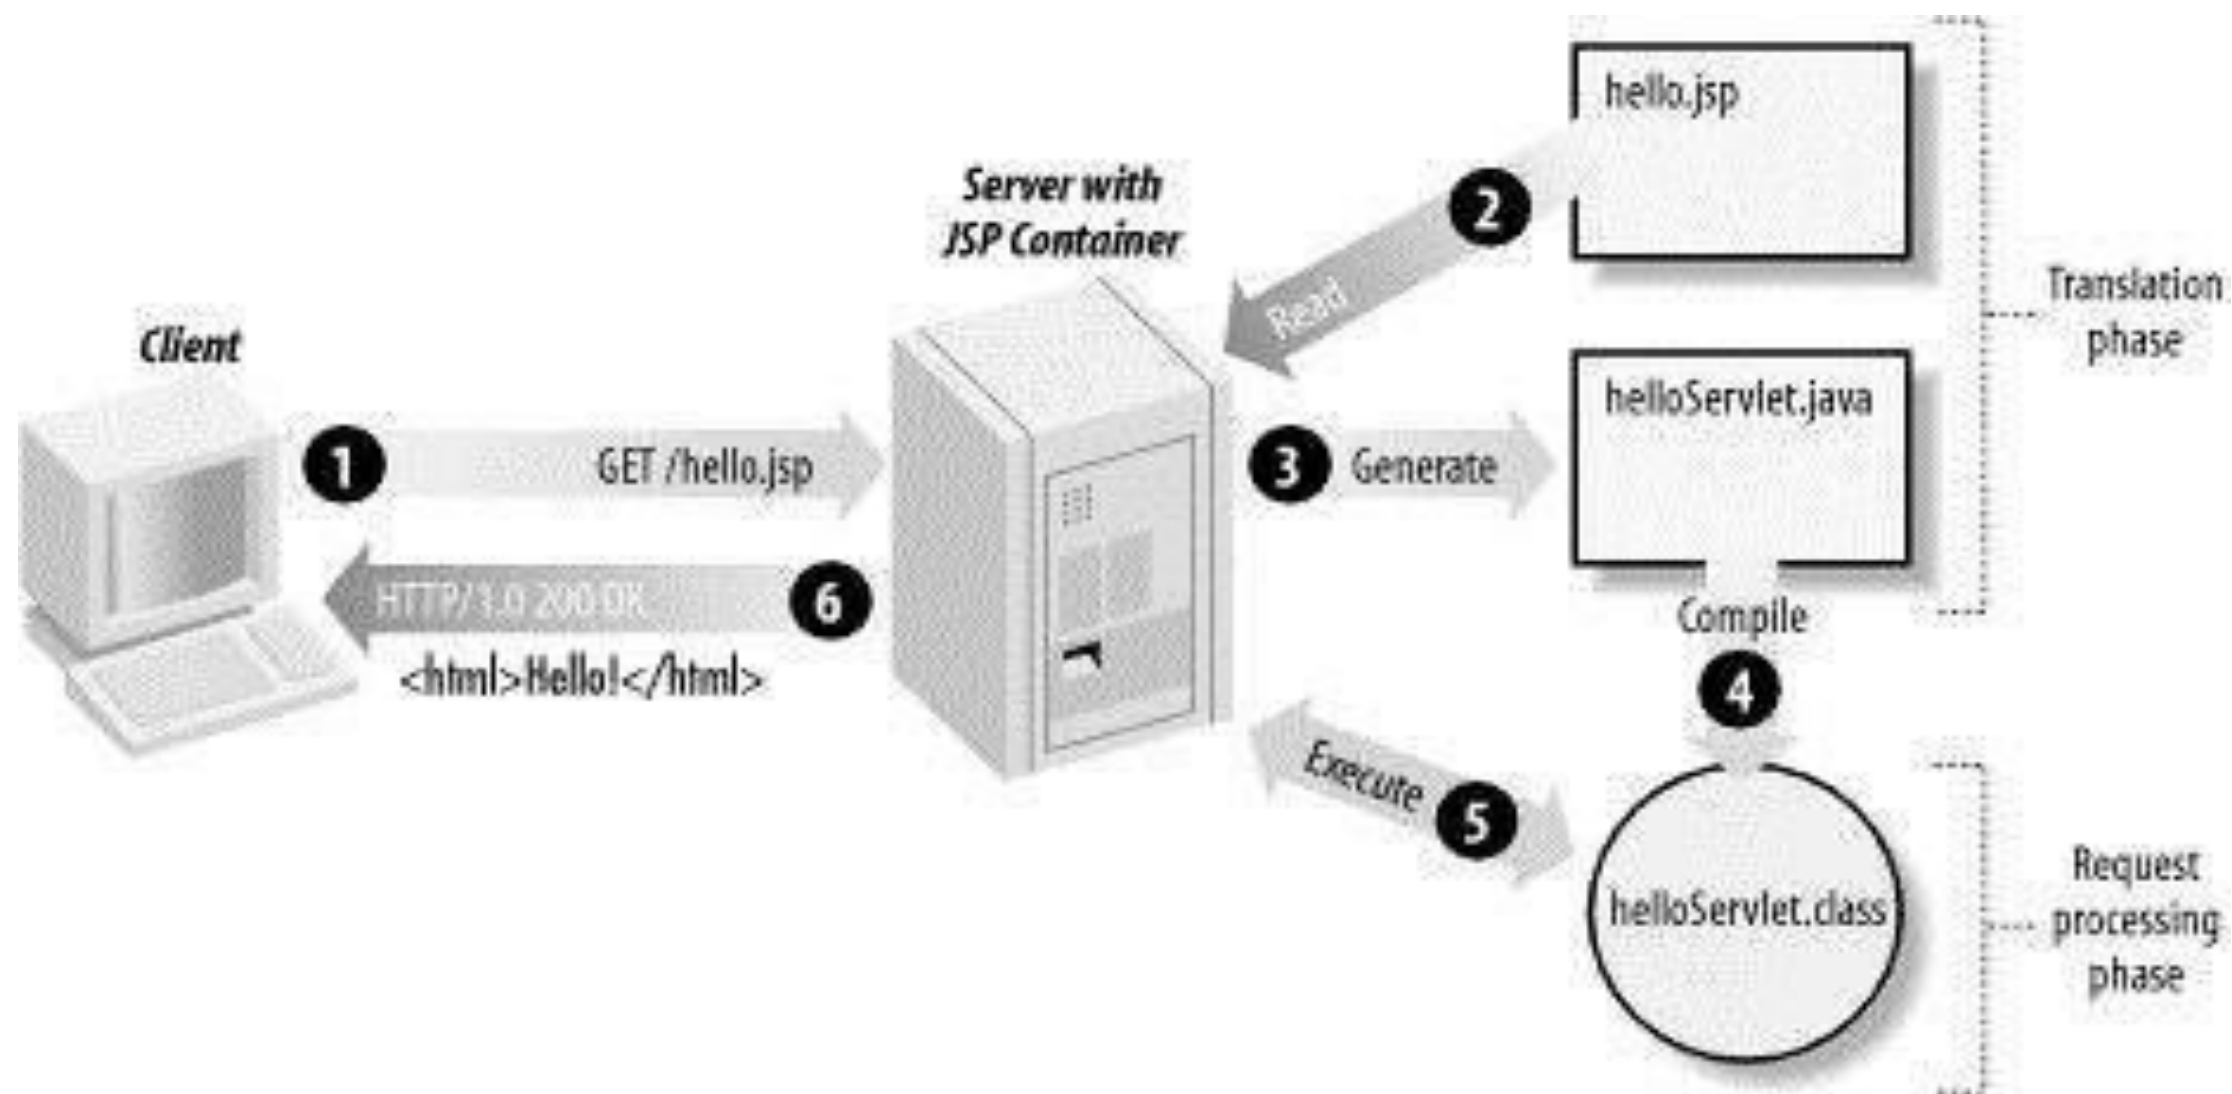 hello.jsp
Server with
JSP Container
2
Read
Translation
phase
Client
helloServlet.java
1
GET /hello.jsp
3
Generate
HTTP/1.0 200 OK
6
Compile
<html>Hello!</html>
4
Execute
5
helloServlet.class
Request
processing
phase